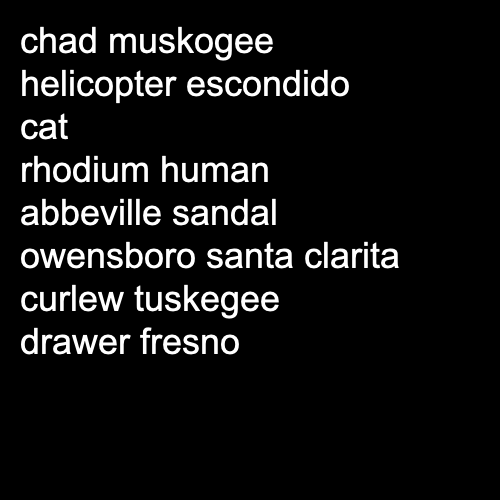 chad muskogee
helicopter escondido
cat
rhodium human
abbeville sandal
owensboro santa clarita
curlew tuskegee
drawer fresno